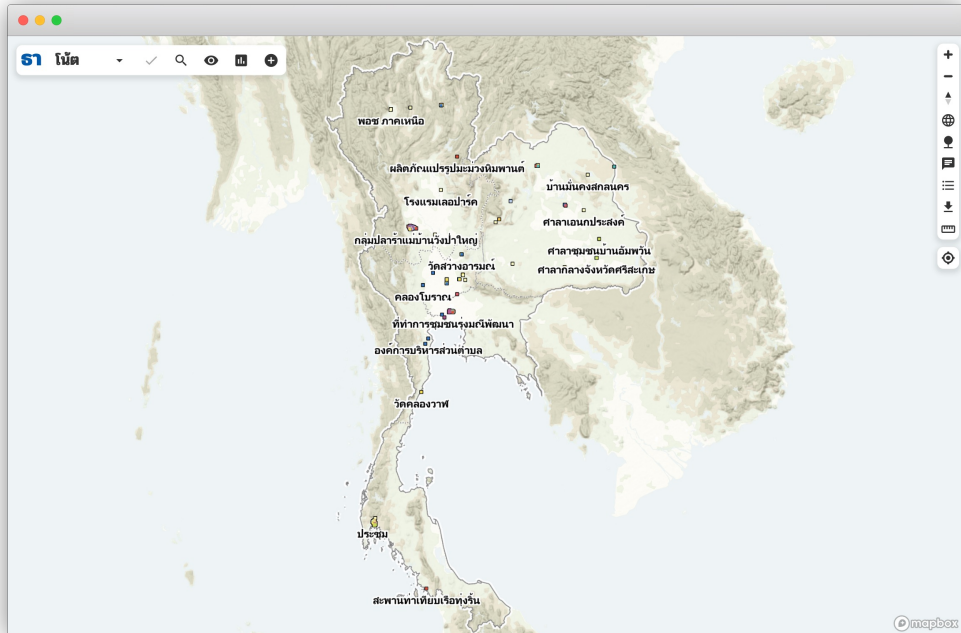 ธา โน้ต
พอช ภาคเหนือ
ผลิตภัณแปรรูปมะม่วงหิมพานต์
บ้านมั่นคงสกลนคร
โรงแรมเลอปาร์ค
ศาลาเอนกประสงค์
กลุ่มปลาร้าแม่บ้านวังป่าใหญ่
ศาลาชุมชนบ้านอัมพวัน
วัดสว่างอารมณ์
ศาลากลางจังหวัดศรีสะเกษ
คลองโบราณ
ที่ทำการชุมชนรุ่งมณีพัฒนา
องค์การบริหารส่วนตำบล
วัดคลองวาฬ
ประชุม
สะพานท่าเทียบเรือทุ่งริ้น
mapbox